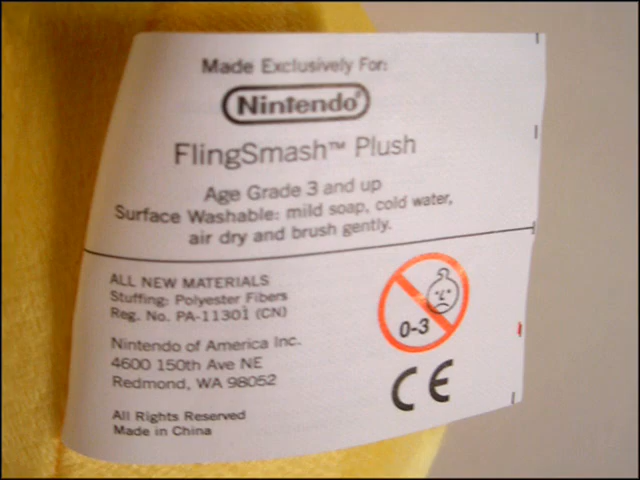 Made Exclusively For:
Nintendo®
FlingSmash™ Plush
Age Grade 3 and up
Surface Washable: mild soap, cold water,
air dry and brush gently.
ALL NEW MATERIALS
Stuffing: Polyester Fibers
Reg. No. PA-11301 (CN)
Nintendo of America Inc.
4600 150th Ave NE
Redmond, WA 98052
All Rights Reserved
Made in China
0-3
CE